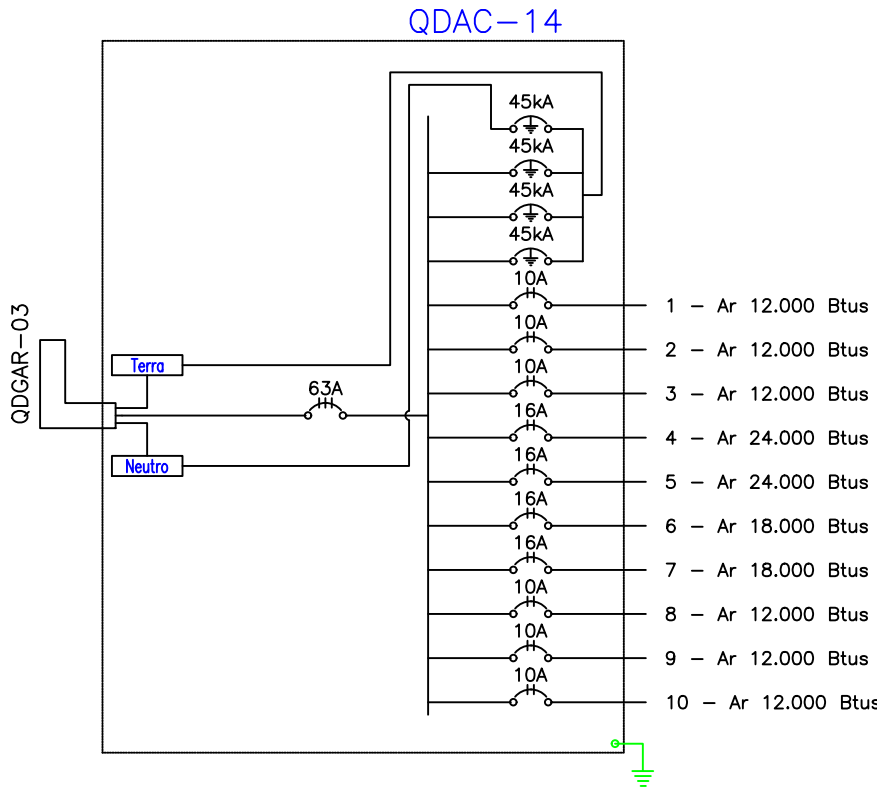 QDAC-14
45kA
45kA
45kA
45kA
10A
1 - Ar 12.000 Btus
10A
2 - Ar 12.000 Btus
10A
3 - Ar 12.000 Btus
16A
4 - Ar 24.000 Btus
16A
5 - Ar 24.000 Btus
16A
6 - Ar 18.000 Btus
16A
7 - Ar 18.000 Btus
10A
8 - Ar 12.000 Btus
10A
9 - Ar 12.000 Btus
10A
10 - Ar 12.000 Btus
QDGAR-03
Terra
63A
Neutro